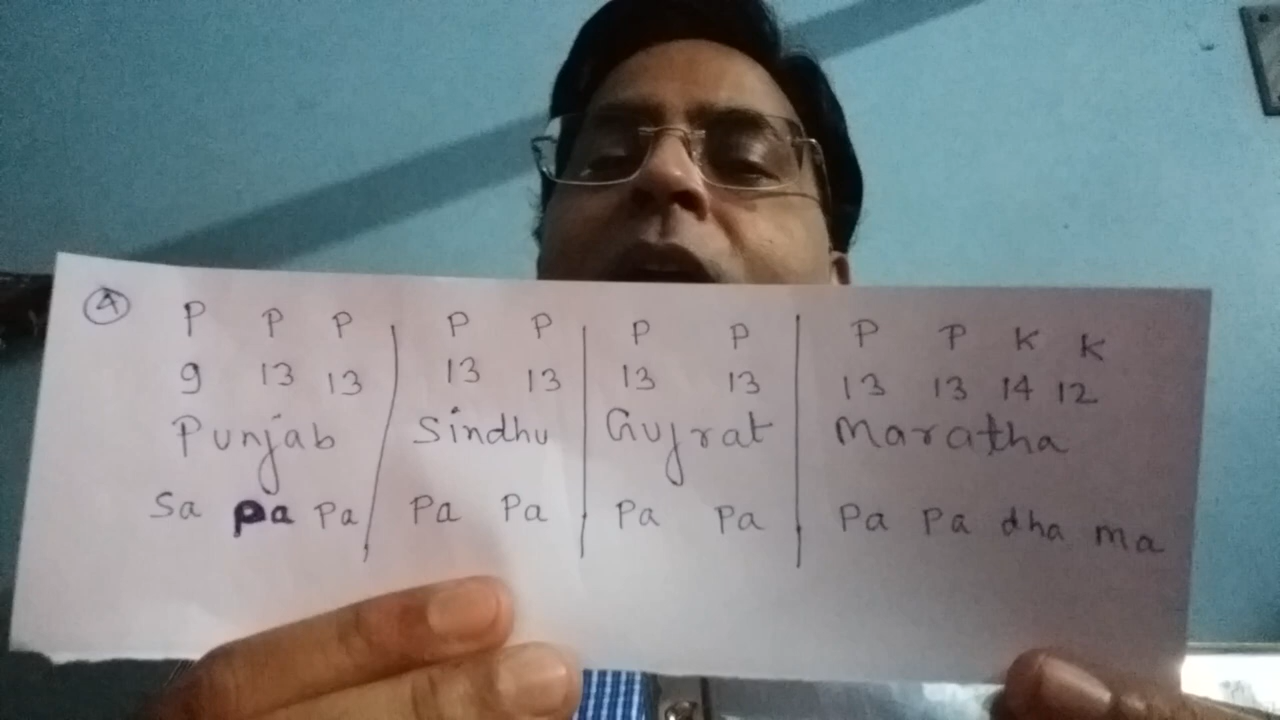 4 P P P | P P | P P | P P K K
9 13 13 | 13 13 | 13 13 | 13 13 14 12
Punjab | Sindhu | Gujrat | Maratha
Sa Pa Pa | Pa Pa | Pa Pa | Pa Pa dha ma